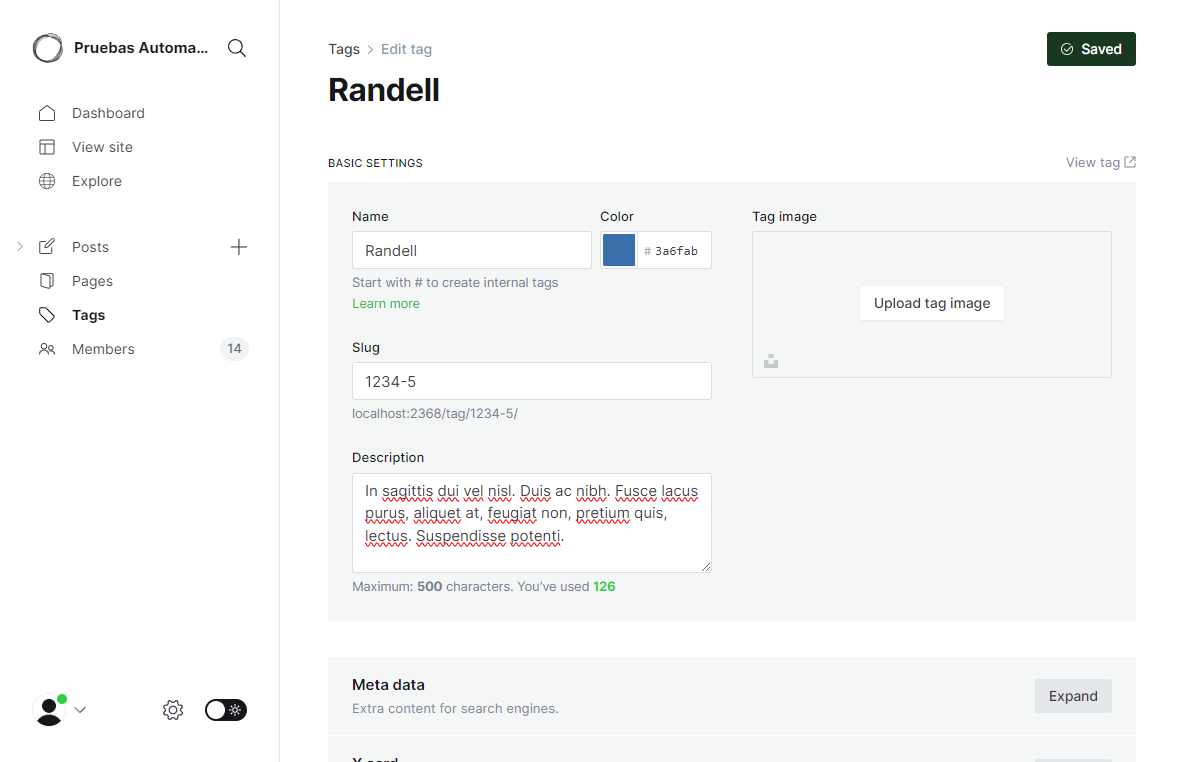 Pruebas Automa...
Dashboard
View site
Explore
Posts
Pages
Tags
Members
14
Tags > Edit tag
Saved
Randell
BASIC SETTINGS
View tag
Name
Color
Tag image
Randell
# 3a6fab
Start with # to create internal tags
Learn more
Upload tag image
Slug
1234-5
localhost:2368/tag/1234-5/
Description
In sagittis dui vel nisl. Duis ac nibh. Fusce lacus
purus, aliquet at, feugiat non, pretium quis,
lectus. Suspendisse potenti.
Maximum: 500 characters. You’ve used 126
Meta data
Extra content for search engines.
Expand
X card